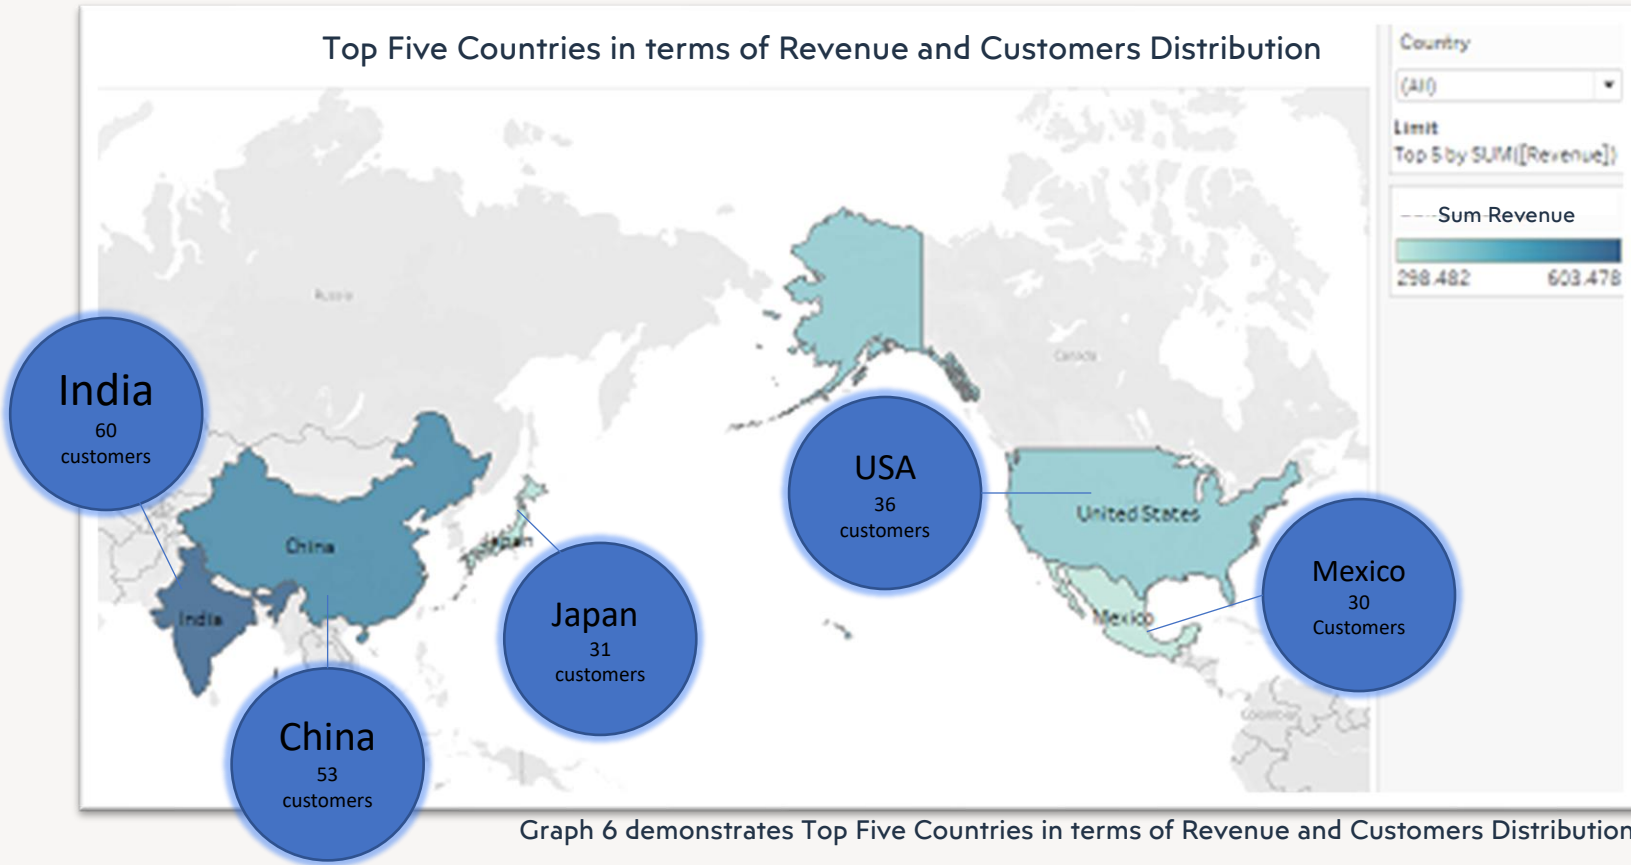 Top Five Countries in terms of Revenue and Customers Distribution
Country
(All)
Limit
Top 5 by SUM([Revenue])
Sum Revenue
298.482 603.478
Russia
Canada
India
60
customers
USA
36
customers
United States
China
Mexico
30
Customers
Japan
Japan
31
customers
India
Mexico
Colombia
China
53
customers
Graph 6 demonstrates Top Five Countries in terms of Revenue and Customers Distribution